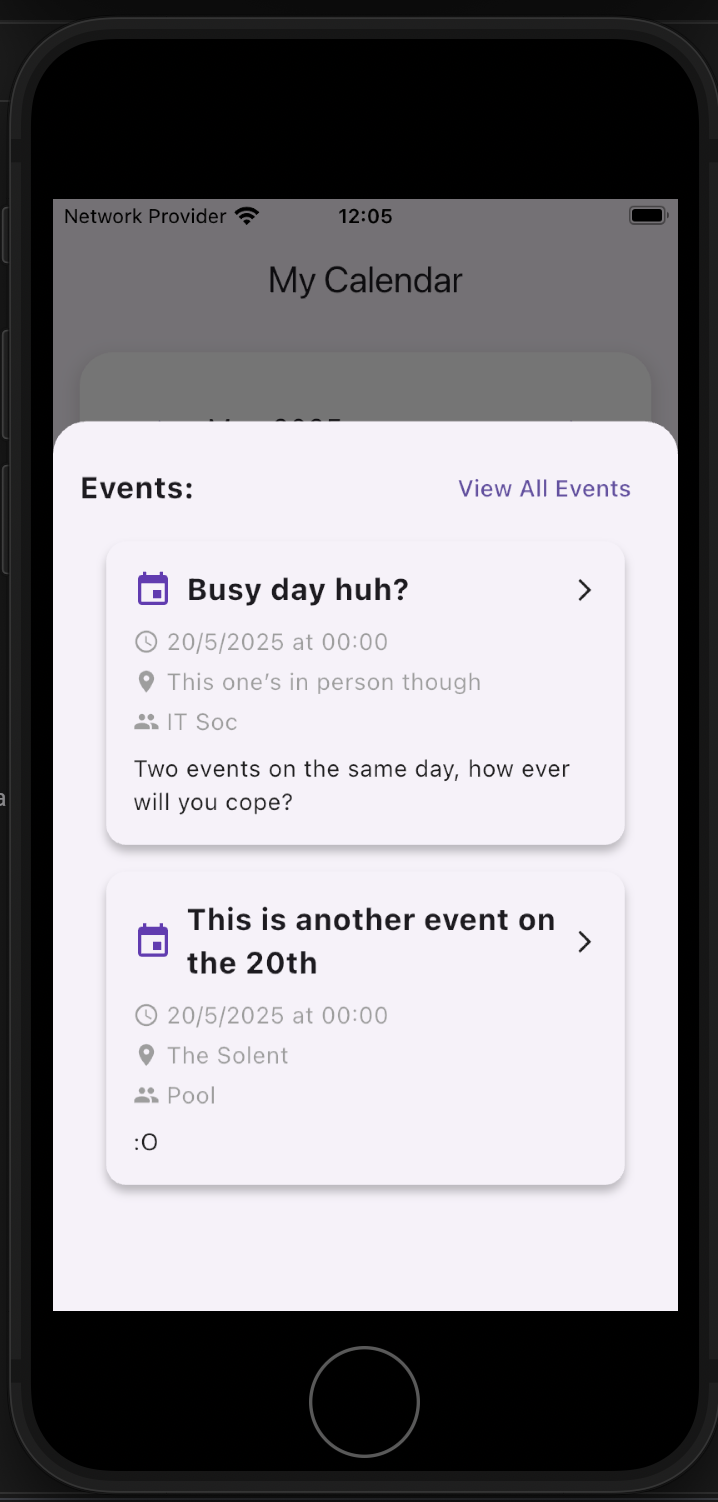 Network Provider 12:05
My Calendar
Events:
View All Events
Busy day huh?
20/5/2025 at 00:00
This one’s in person though
IT Soc
Two events on the same day, how ever
will you cope?
This is another event on
the 20th
20/5/2025 at 00:00
The Solent
Pool
:O